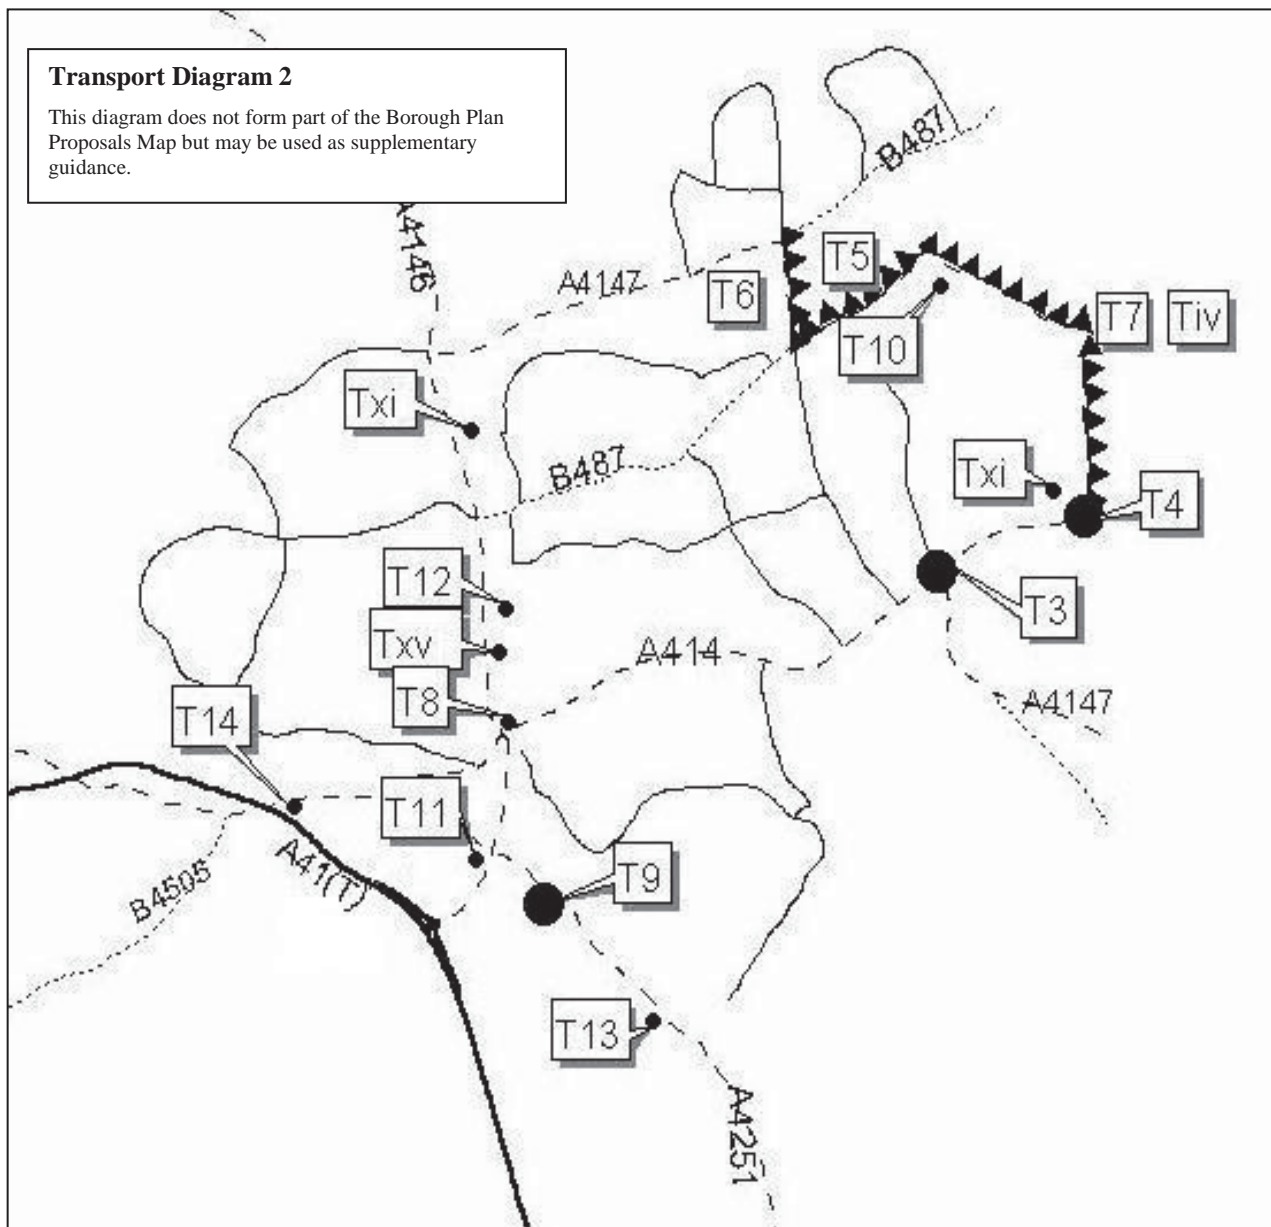 Transport Diagram 2
This diagram does not form part of the Borough Plan
Proposals Map but may be used as supplementary
guidance.
B487
A4146
T5
A4147
T6
T7
Tiv
T10
Txi
B487
Txi
T4
T12
T3
Txv
A414
T8
A4147
T14
T11
A41(T)
T9
B4505
T13
A4251